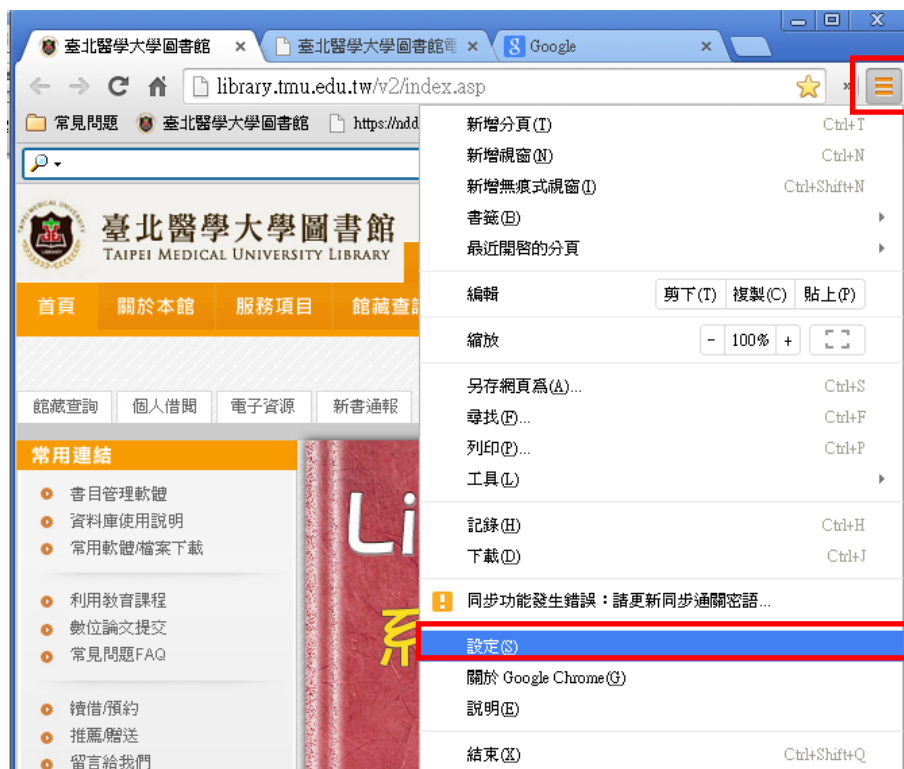 臺北醫學大學圖書館
臺北醫學大學圖書館電
Google
library.tmu.edu.tw/v2/index.asp
常見問題 臺北醫學大學圖書館 https://ndd
臺北醫學大學圖書館
TAIPEI MEDICAL UNIVERSITY LIBRARY
首頁 關於本館 服務項目 館藏查詢
館藏查詢 個人借閱 電子資源 新書通報
常用連結
書目管理軟體
資料庫使用說明
常用軟體/檔案下載
利用教育課程
數位論文提交
常見問題FAQ
續借/預約
推薦/贈送
留言給我們
Li
系
新增分頁(T) Ctrl+T
新增視窗(N) Ctrl+N
新增無痕式視窗(I) Ctrl+Shift+N
書籤(B)
最近開啟的分頁
編輯 剪下(T) 複製(C) 貼上(P)
縮放 - 100% +
另存網頁為(A)... Ctrl+S
尋找(F)... Ctrl+F
列印(P)... Ctrl+P
工具(L)
記錄(H) Ctrl+H
下載(D) Ctrl+J
同步功能發生錯誤：請更新同步通關密語...
設定(S)
關於 Google Chrome(G)
說明(E)
結束(X) Ctrl+Shift+Q